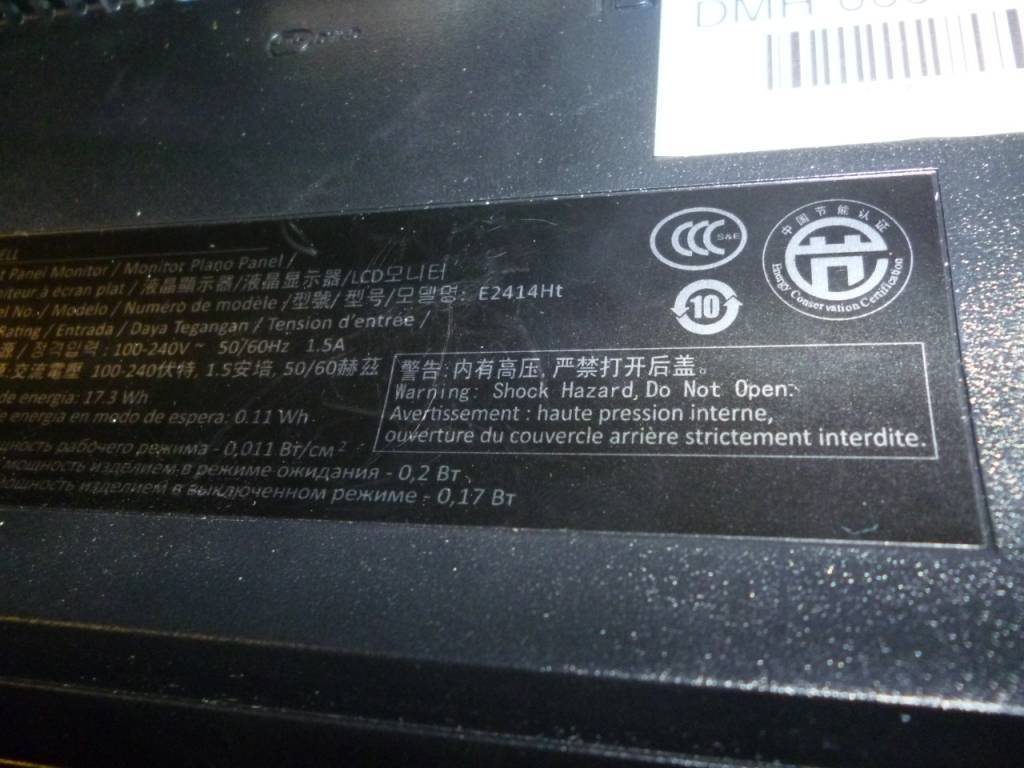 DMH
ELL
t Panel Monitor / Monitor Plano Panel /
niteur à écran plat / 液晶顯示器/液晶显示器/LCD모니터
el No. / Modelo / Numéro de modèle / 型號/ 型号/모델명: E2414Ht
Rating / Entrada / Daya Tegangan / Tension d'entrée /
/ 정격입력 : 100-240V ~ 50/60Hz 1.5A
交流電壓 100-240伏特, 1.5安培, 50/60赫茲
de energía: 17.3 Wh
e energia en modo de espera: 0.11 Wh
щность рабочего режима - 0,011 Вт/см²
мощность изделием в режиме ожидания - 0,2 Вт
мощность изделием в выключенном режиме - 0,17 Вт
S&E
中国节能认证
Energy Conservation Certification
10
警告: 内有高压, 严禁打开后盖。
Warning: Shock Hazard, Do Not Open.
Avertissement : haute pression interne,
ouverture du couvercle arrière strictement interdite.